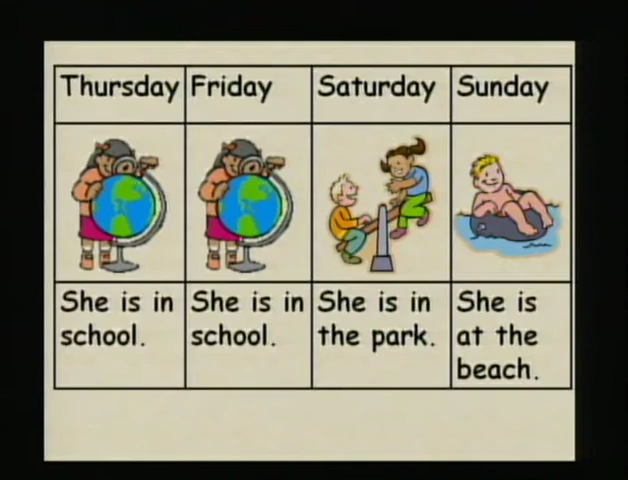 Thursday Friday Saturday Sunday
She is in school.
She is in school.
She is in the park.
She is at the beach.